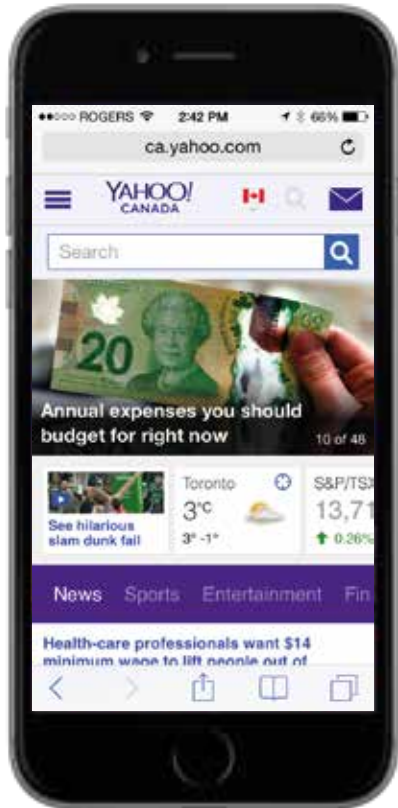 ROGERS 2:42 PM 66%
ca.yahoo.com
YAHOO!
CANADA
Search
20
Annual expenses you should
budget for right now
10 of 48
See hilarious
slam dunk fail
Toronto
3°C
3° -1°
S&P/TSX
13,71
0.26%
News Sports Entertainment Fin
Health-care professionals want $14
minimum wage to lift people out of